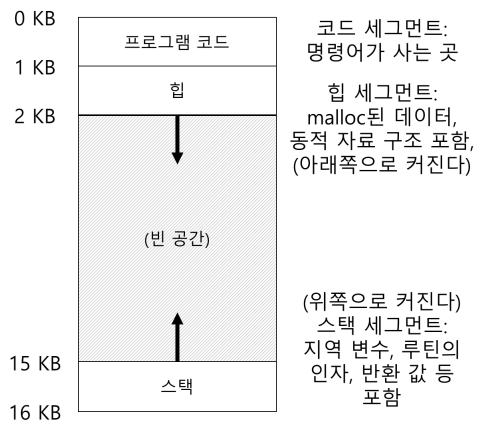 0 KB
프로그램 코드
1 KB
힙
2 KB
(빈 공간)
15 KB
스택
16 KB
코드 세그먼트:
명령어가 사는 곳
힙 세그먼트:
malloc된 데이터,
동적 자료 구조 포함,
(아래쪽으로 커진다)
(위쪽으로 커진다)
스택 세그먼트:
지역 변수, 루틴의
인자, 반환 값 등
포함